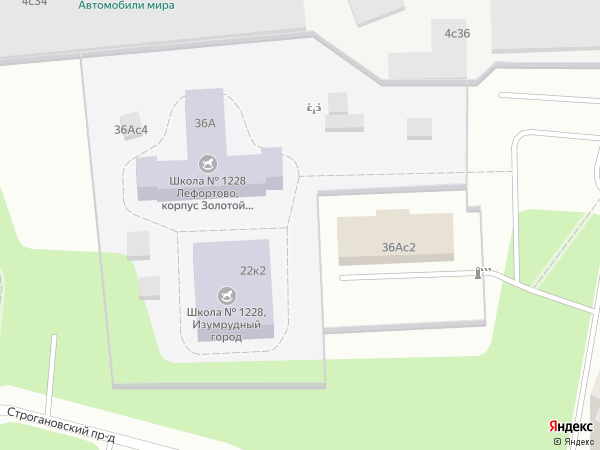 4с34
Автомобили мира
4с36
36А
36Ас4
Школа № 1228
Лефортово,
корпус Золотой...
36Ас2
22к2
Школа № 1228,
Изумрудный
город
Строгановский пр-д
Яндекс
© Яндекс